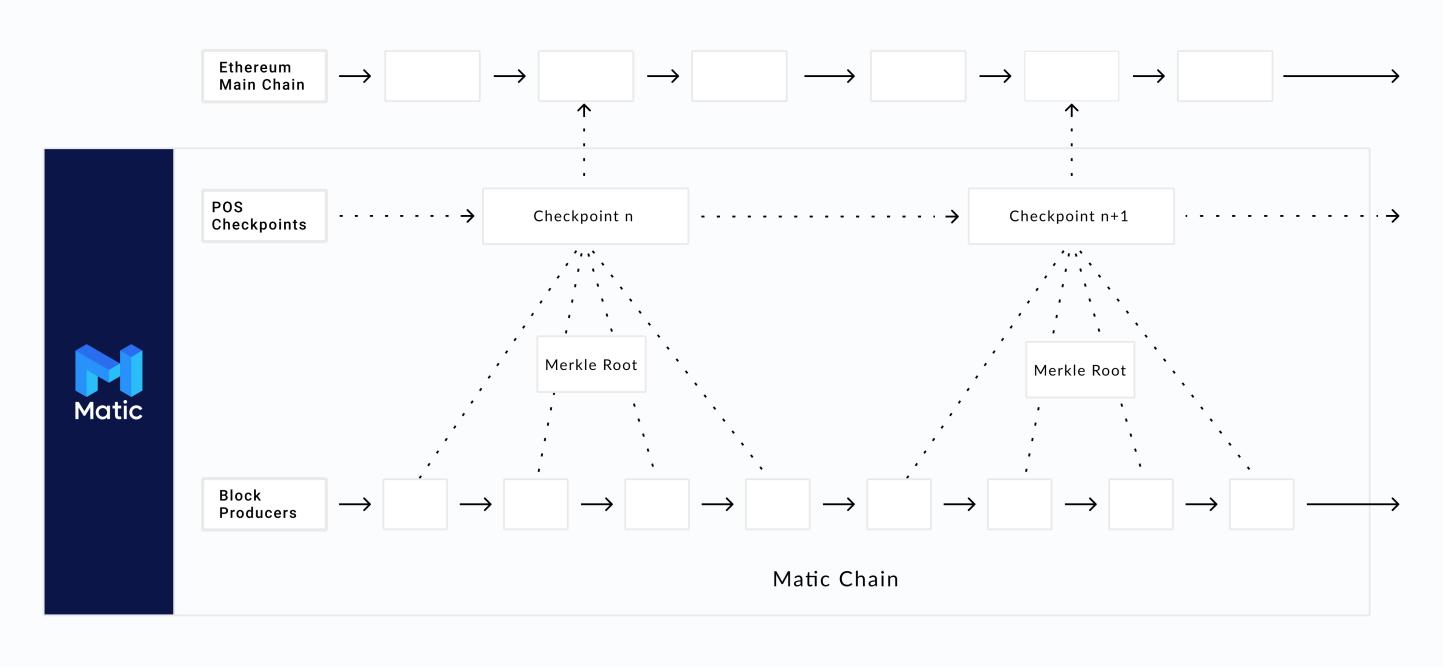 Ethereum
Main Chain
POS
Checkpoints
Checkpoint n
Checkpoint n+1
Merkle Root
Merkle Root
Matic
Block
Producers
Matic Chain